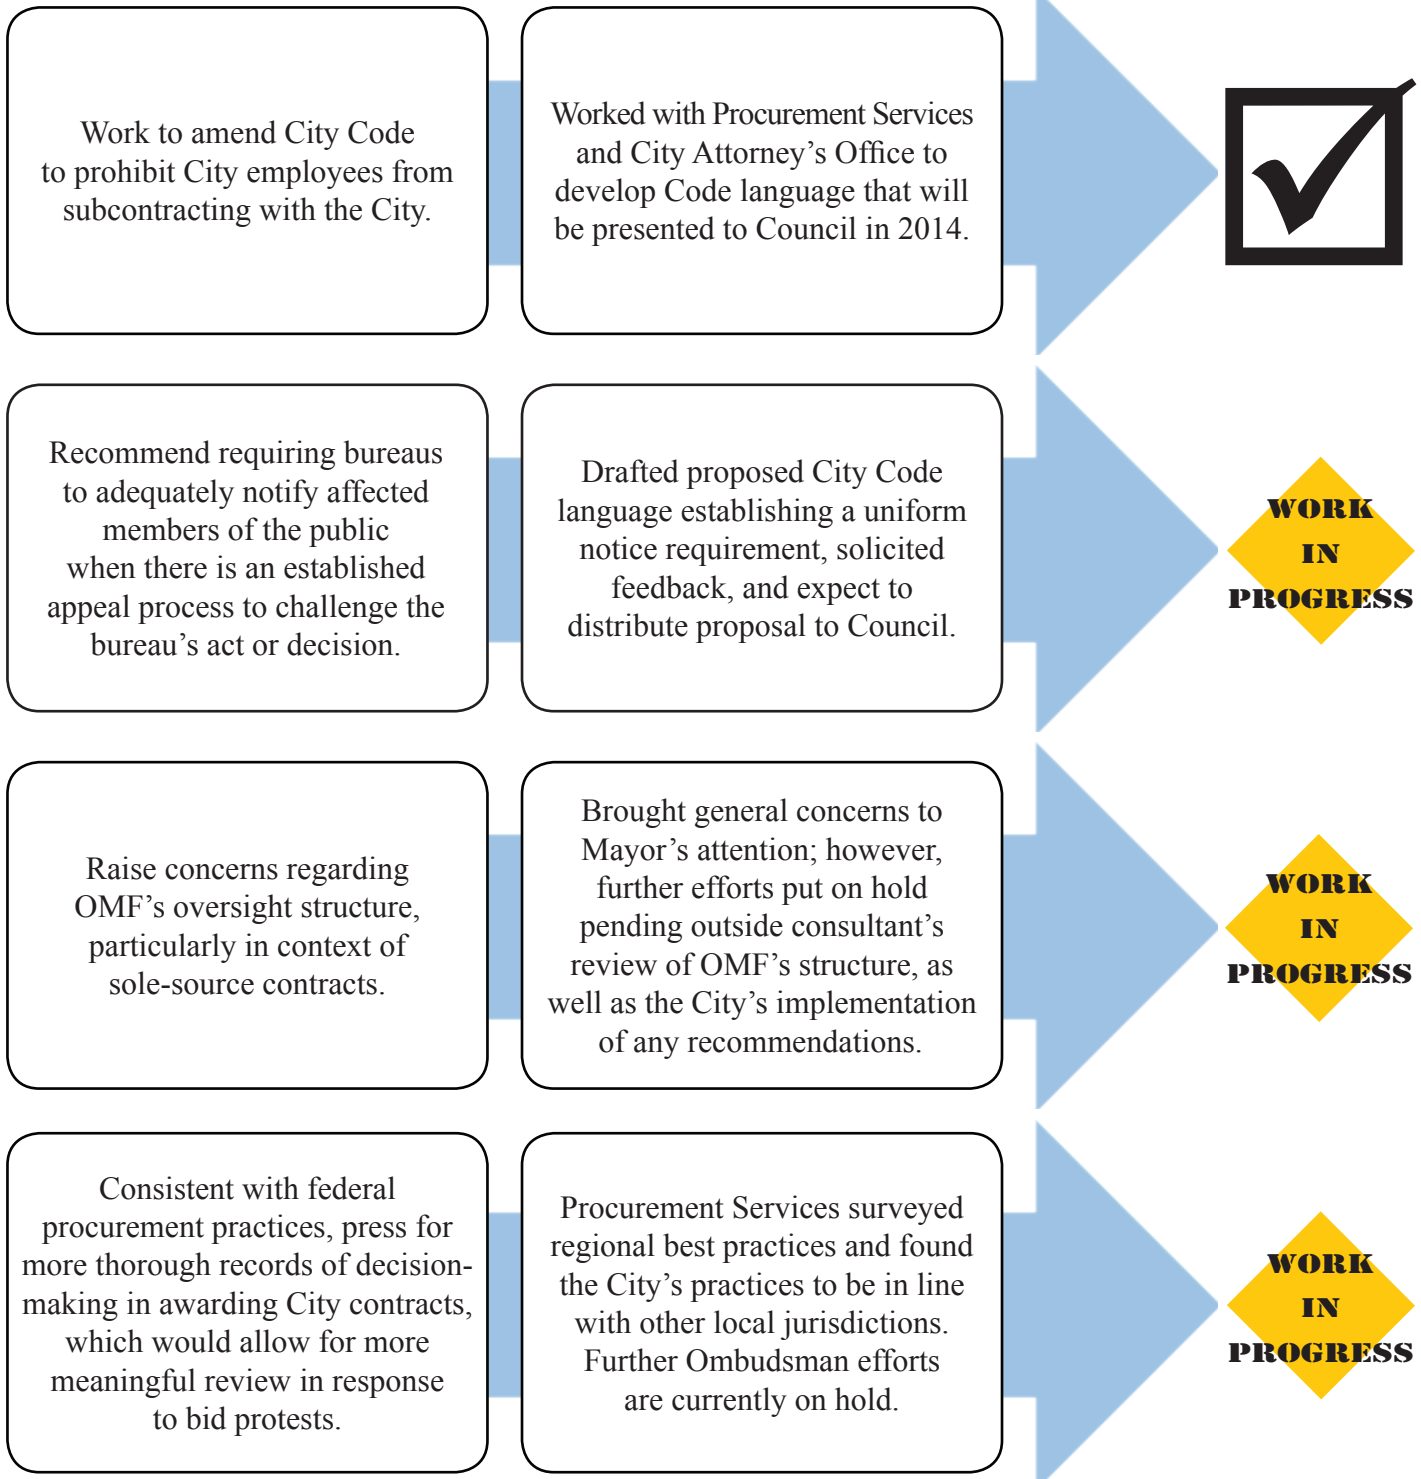 Work to amend City Code
to prohibit City employees from
subcontracting with the City.
Worked with Procurement Services
and City Attorney’s Office to
develop Code language that will
be presented to Council in 2014.
Recommend requiring bureaus
to adequately notify affected
members of the public
when there is an established
appeal process to challenge the
bureau’s act or decision.
Drafted proposed City Code
language establishing a uniform
notice requirement, solicited
feedback, and expect to
distribute proposal to Council.
WORK
IN
PROGRESS
Raise concerns regarding
OMF’s oversight structure,
particularly in context of
sole-source contracts.
Brought general concerns to
Mayor’s attention; however,
further efforts put on hold
pending outside consultant’s
review of OMF’s structure, as
well as the City’s implementation
of any recommendations.
WORK
IN
PROGRESS
Consistent with federal
procurement practices, press for
more thorough records of decision-
making in awarding City contracts,
which would allow for more
meaningful review in response
to bid protests.
Procurement Services surveyed
regional best practices and found
the City’s practices to be in line
with other local jurisdictions.
Further Ombudsman efforts
are currently on hold.
WORK
IN
PROGRESS